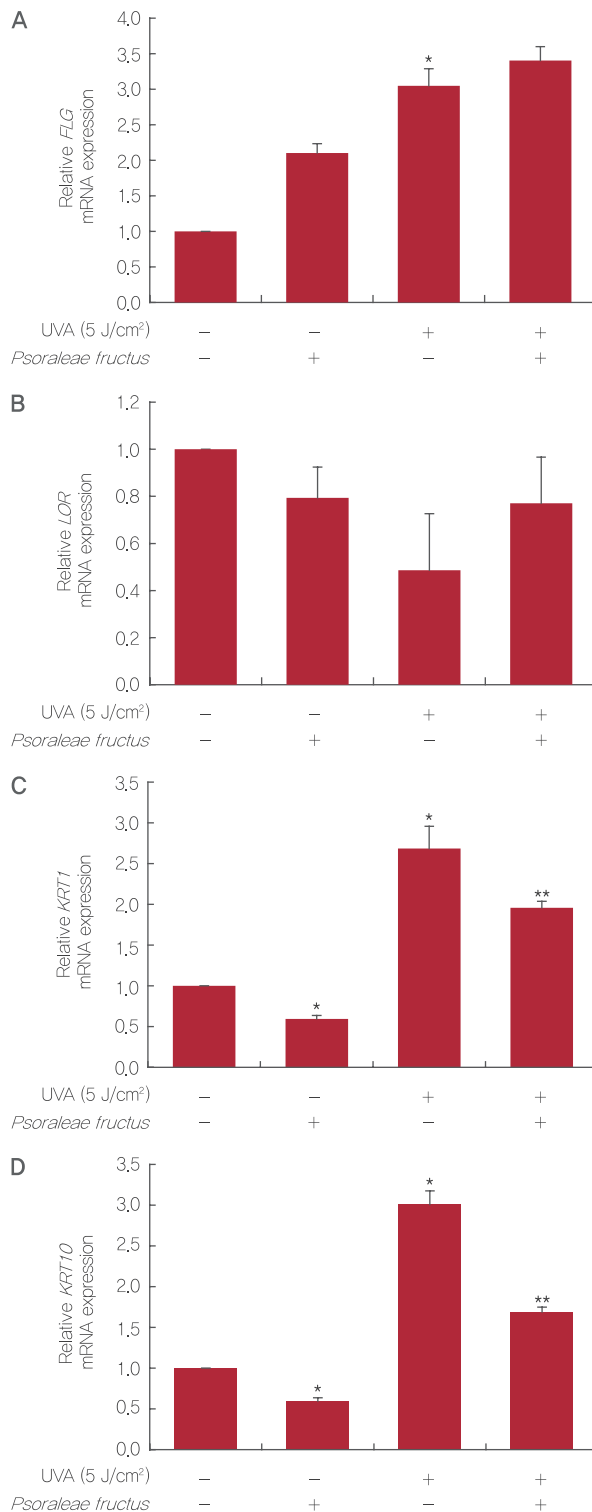 A
Relative FLG
mRNA expression
4.0
3.5
3.0
2.5
2.0
1.5
1.0
0.5
0.0
*
UVA (5 J/cm²) – – + +
Psoraleae fructus – + – +
B
Relative LOR
mRNA expression
1.2
1.0
0.8
0.6
0.4
0.2
0.0
UVA (5 J/cm²) – – + +
Psoraleae fructus – + – +
C
Relative KRT1
mRNA expression
3.5
3.0
2.5
2.0
1.5
1.0
0.5
0.0
* * **
UVA (5 J/cm²) – – + +
Psoraleae fructus – + – +
D
Relative KRT10
mRNA expression
3.5
3.0
2.5
2.0
1.5
1.0
0.5
0.0
* * **
UVA (5 J/cm²) – – + +
Psoraleae fructus – + – +